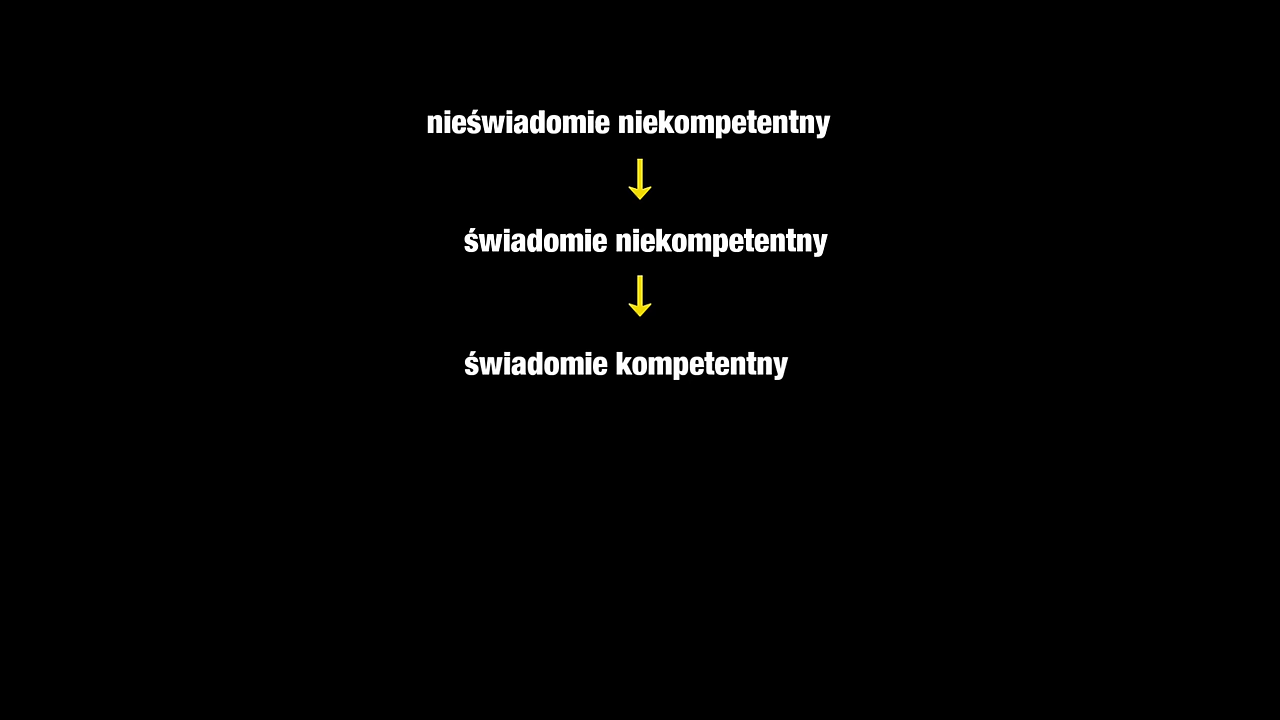 nieświadomie niekompetentny
↓
świadomie niekompetentny
↓
świadomie kompetentny